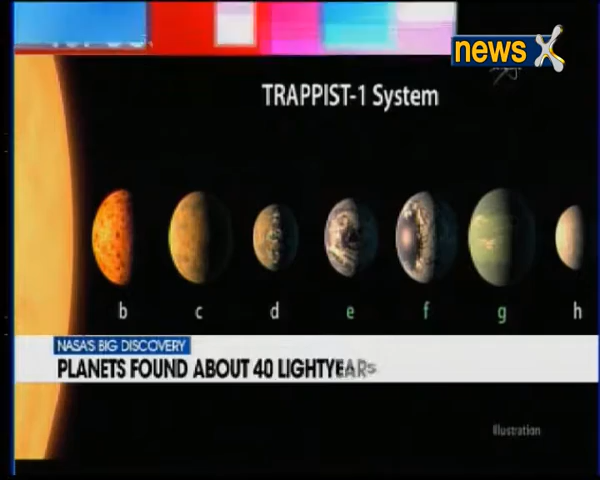 news X
TRAPPIST-1 System
b c d e f g h
NASA'S BIG DISCOVERY
PLANETS FOUND ABOUT 40 LIGHTYEARS
Illustration